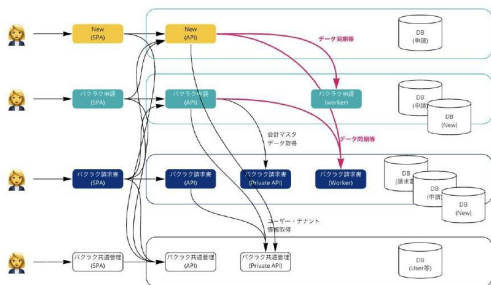 New
(SPA)
New
(API)
データ同期等
DB
(申請)
バクラク申請
(SPA)
バクラク申請
(API)
バクラク申請
(worker)
DB
(申請)
DB
(New)
会計マスタ
データ取得
データ同期等
バクラク請求書
(SPA)
バクラク請求書
(API)
バクラク請求書
(Private API)
バクラク請求書
(Worker)
DB
(請求書)
DB
(申請)
DB
(New)
ユーザー・テナント
情報取得
バクラク共通管理
(SPA)
バクラク共通管理
(API)
バクラク共通管理
(Private API)
DB
(User等)